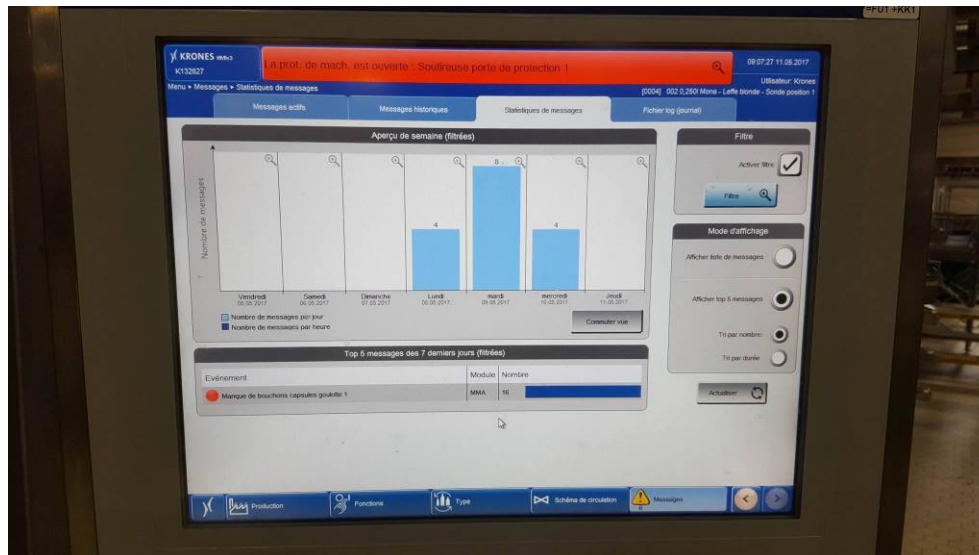 =FU1 +KK1
KRONES
K132827
La prot. de mach. est ouverte : Soutireuse porte de protection 1
09:07:27 11.05.2017
Utilisateur: Krones
Menu ▸ Messages ▸ Statistiques de messages
[0004] 002 0,260l Mona - Leffe blonde - Sonde position 1
Messages actifs
Messages historiques
Statistiques de messages
Fichier log (journal)
Aperçu de semaine (filtrées)
Nombre de messages
4
8
4
Vendredi
05.05.2017
Samedi
06.05.2017
Dimanche
07.05.2017
Lundi
08.05.2017
mardi
09.05.2017
mercredi
10.05.2017
Jeudi
11.05.2017
Nombre de messages par jour
Nombre de messages par heure
Commuter vue
Filtre
Activer filtre
Filtre
Mode d'affichage
Afficher liste de messages
Afficher top 5 messages
Tri par nombre:
Tri par durée
Actualiser
Top 5 messages des 7 derniers jours (filtrées)
Evénement
Module
Nombre
Manque de bouchons capsules goulotte 1
MMA
16
Production
Fonctions
Type
Schéma de circulation
Messages